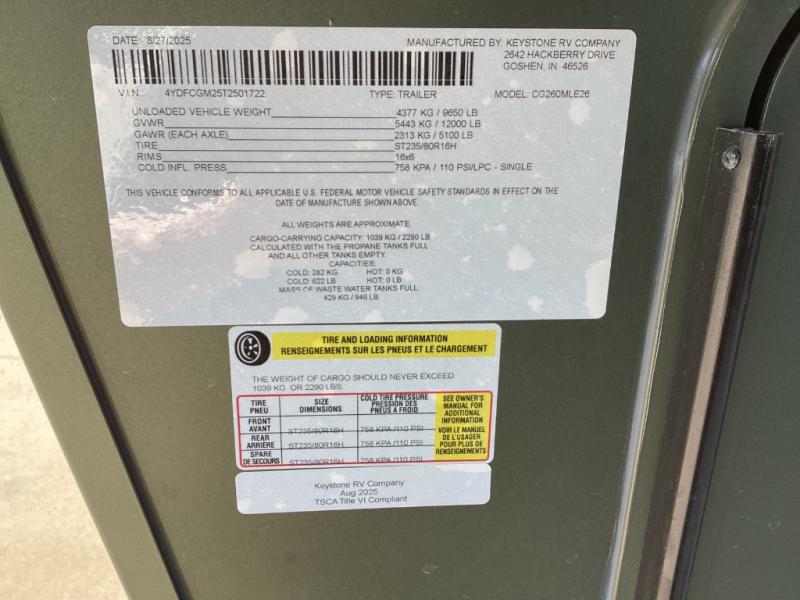 DATE 8/27/2025 MANUFACTURED BY: KEYSTONE RV COMPANY
2642 HACKBERRY DRIVE
GOSHEN, IN 46526
V.I.N. 4YDFCGM25T2501722 TYPE: TRAILER MODEL: CG260MLE26
UNLOADED VEHICLE WEIGHT 4377 KG / 9650 LB
GVWR 5443 KG / 12000 LB
GAWR (EACH AXLE) 2313 KG / 5100 LB
TIRE ST235/80R16H
RIMS 16x6
COLD INFL. PRESS 758 KPA / 110 PSI/LPC - SINGLE
THIS VEHICLE CONFORMS TO ALL APPLICABLE U.S. FEDERAL MOTOR VEHICLE SAFETY STANDARDS IN EFFECT ON THE
DATE OF MANUFACTURE SHOWN ABOVE.
ALL WEIGHTS ARE APPROXIMATE.
CARGO-CARRYING CAPACITY: 1039 KG / 2290 LB
CALCULATED WITH THE PROPANE TANKS FULL
AND ALL OTHER TANKS EMPTY.
CAPACITIES:
COLD: 282 KG HOT: 0 KG
COLD: 622 LB HOT: 0 LB
MASS OF WASTE WATER TANKS FULL:
429 KG / 946 LB
TIRE AND LOADING INFORMATION
RENSEIGNEMENTS SUR LES PNEUS ET LE CHARGEMENT
THE WEIGHT OF CARGO SHOULD NEVER EXCEED
1039 KG OR 2290 LBS.
TIRE
PNEU
SIZE
DIMENSIONS
COLD TIRE PRESSURE
PRESSION DES
PNEUS A FROID
SEE OWNER'S
MANUAL FOR
ADDITIONAL
INFORMATION
VOIR LE MANUEL
DE L'USAGER
POUR PLUS DE
RENSEIGNEMENTS
FRONT
AVANT
ST235/80R16H 758 KPA /110 PSI
REAR
ARRIÈRE
ST235/80R16H 758 KPA /110 PSI
SPARE
DE SECOURS
ST235/80R16H 758 KPA /110 PSI
Keystone RV Company
Aug 2025
TSCA Title VI Compliant